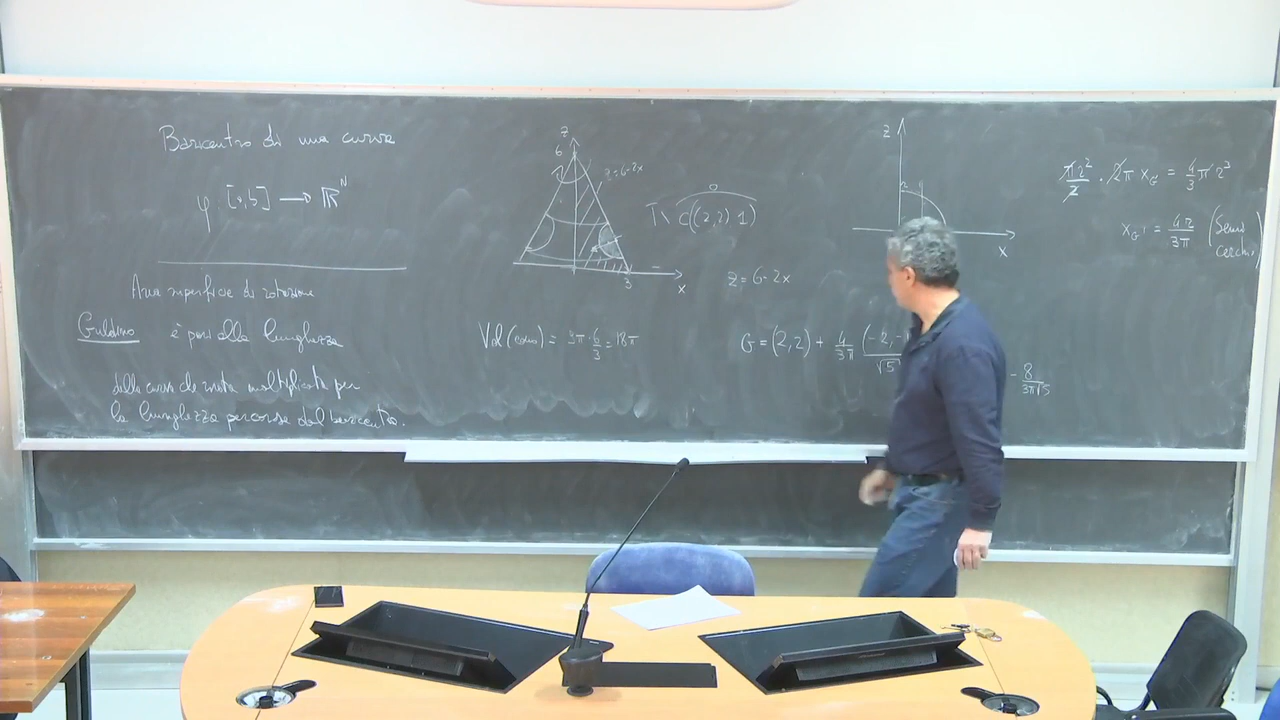 Baricentro di una curva
φ [a,b] → ℝᴺ
Area superficie di rotazione
Guldino è pari alla lunghezza
della curva che ruota moltiplicata per
la lunghezza percorsa dal baricentro.
z
6
z=6-2x
3
x
T \ C((2,2) 1)
z=6-2x
Vol(cono) = 9π·6/3 = 18π
G = (2,2) + 4/3π (-2,-
√5
- 8/3π√5
z
x
πr²/2 · 2π x_G = 4/3 πr³
x_G = 4r/3π (Semi
cerchio)